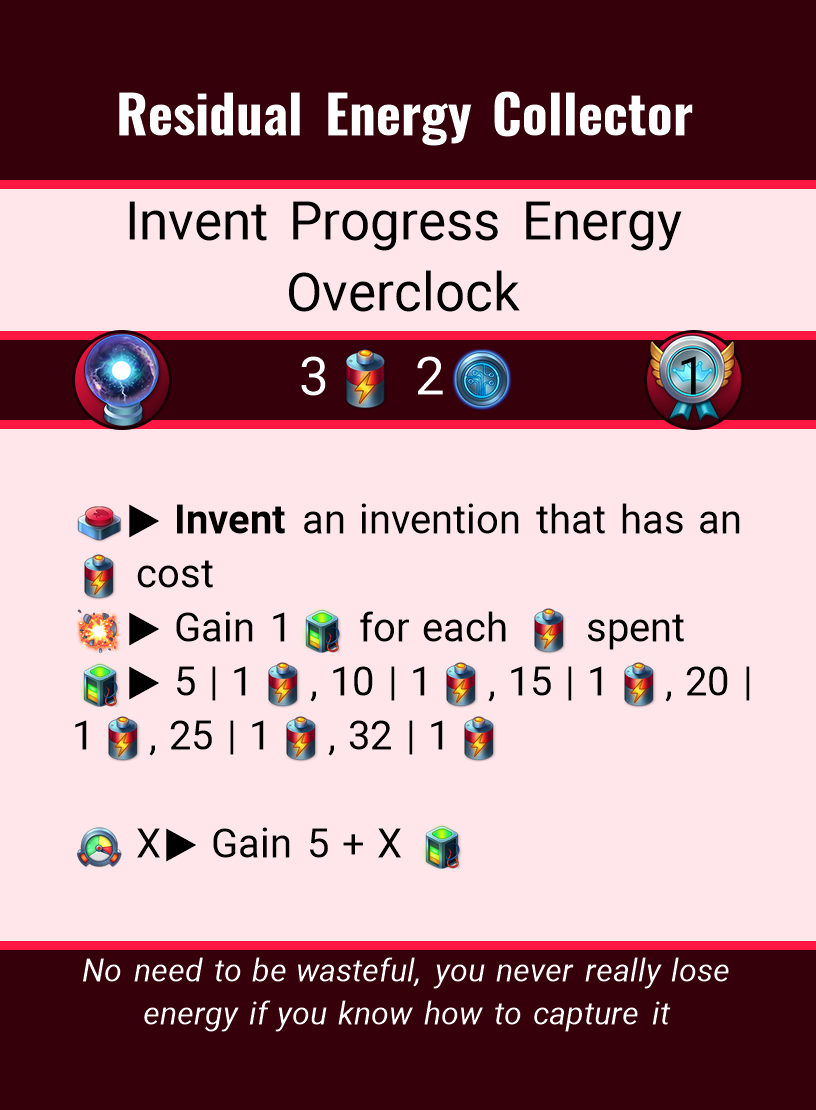 Residual Energy Collector
Invent Progress Energy
Overclock
3 2 1
▶ Invent an invention that has an
cost
▶ Gain 1 for each spent
▶ 5 | 1 , 10 | 1 , 15 | 1 , 20 |
1 , 25 | 1 , 32 | 1
X▶ Gain 5 + X
No need to be wasteful, you never really lose
energy if you know how to capture it